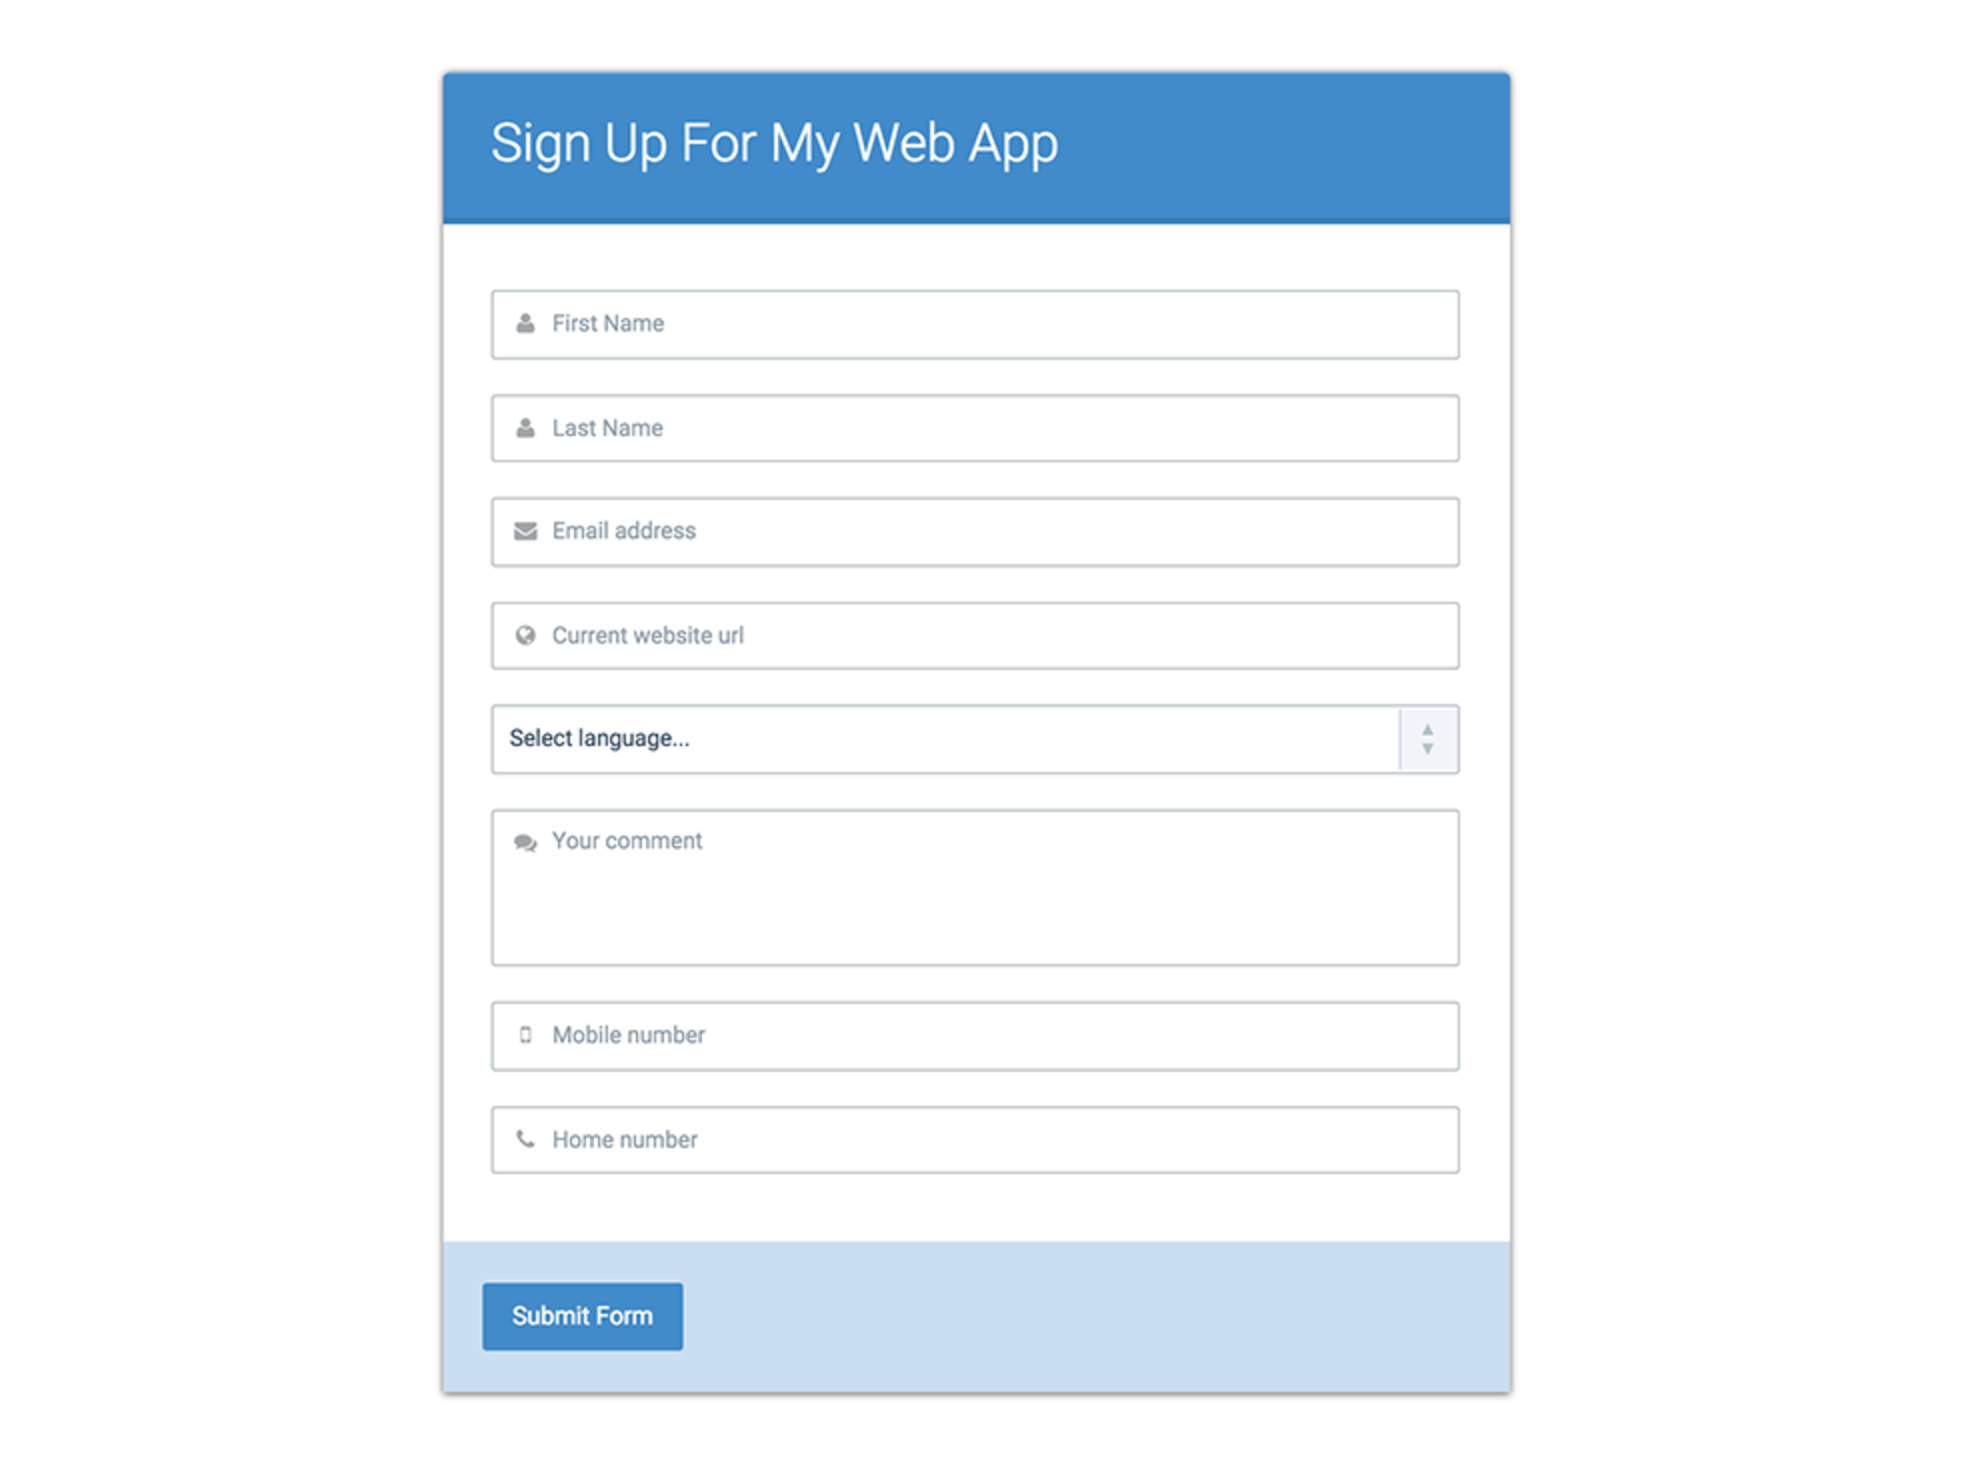 Sign Up For My Web App
First Name
Last Name
Email address
Current website url
Select language...
Your comment
Mobile number
Home number
Submit Form